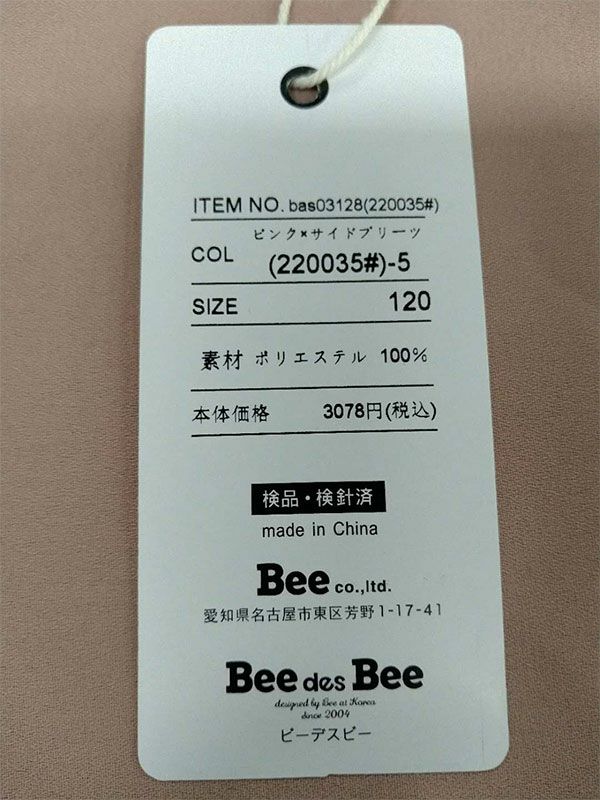 ITEM NO. bas03128(220035#)
ピンク×サイドプリーツ
COL (220035#)-5
SIZE 120
素材 ポリエステル 100%
本体価格 3078円(税込)
検品・検針済
made in China
Bee co.,ltd.
愛知県名古屋市東区芳野1-17-41
Bee des Bee
designed by Bee at Korea
since 2004
ビーデスビー